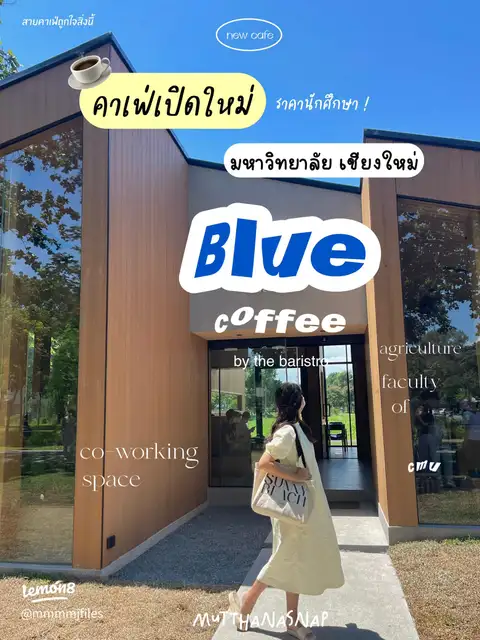 สายคาเฟ่ถูกใจสิ่งนี้
new cafe
คาเฟ่เปิดใหม่
ราคานักศึกษา !
มหาวิทยาลัย เชียงใหม่
Blue
coffee
by the baristro
agriculture
faculty
of
cmu
co-working
space
SUNNY
BEACH
lemon8
@mmmmjfiles
MUTTHANASNAP